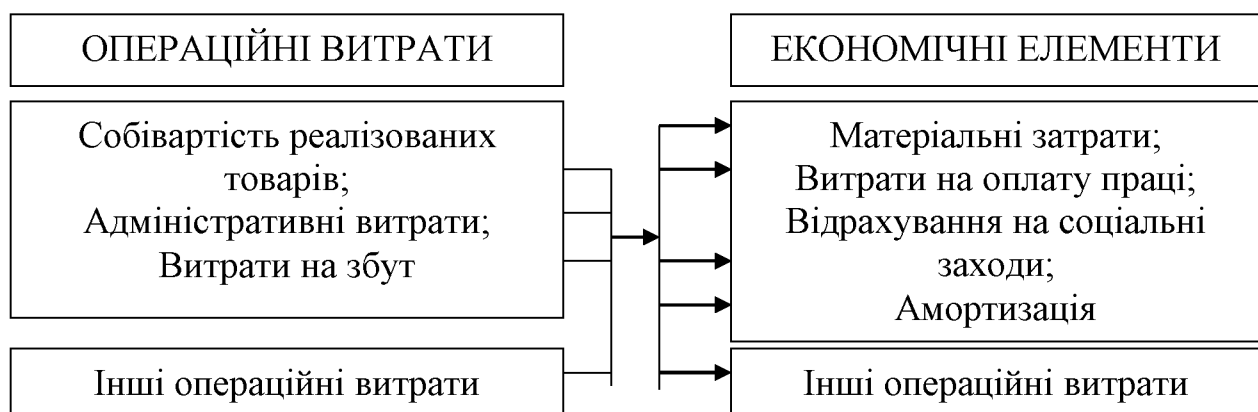 ОПЕРАЦІЙНІ ВИТРАТИ
Собівартість реалізованих
товарів;
Адміністративні витрати;
Витрати на збут
Інші операційні витрати
ЕКОНОМІЧНІ ЕЛЕМЕНТИ
Матеріальні затрати;
Витрати на оплату праці;
Відрахування на соціальні
заходи;
Амортизація
Інші операційні витрати